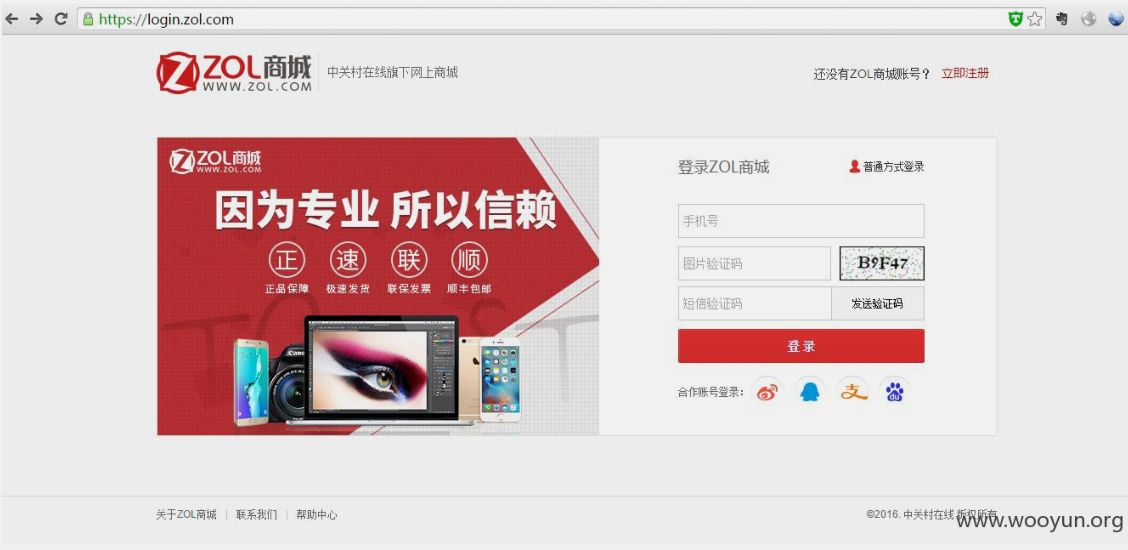 https://login.zol.com
ZOL商城
WWW.ZOL.COM
中关村在线旗下网上商城
还没有ZOL商城账号？ 立即注册
ZOL商城
WWW.ZOL.COM
因为专业 所以信赖
正 速 联 顺
正品保障 极速发货 联保发票 顺丰包邮
Canon
登录ZOL商城
普通方式登录
手机号
图片验证码
B9F47
短信验证码
发送验证码
登录
合作账号登录：
支
du
关于ZOL商城 | 联系我们 | 帮助中心
©2016. 中关村在线 版权所有
www.wooyun.org